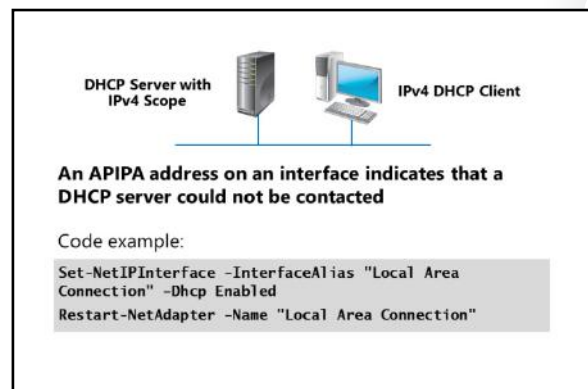 DHCP Server with
IPv4 Scope
IPv4 DHCP Client
An APIPA address on an interface indicates that a
DHCP server could not be contacted
Code example:
Set-NetIPInterface –InterfaceAlias "Local Area
Connection" –Dhcp Enabled
Restart-NetAdapter –Name "Local Area Connection"